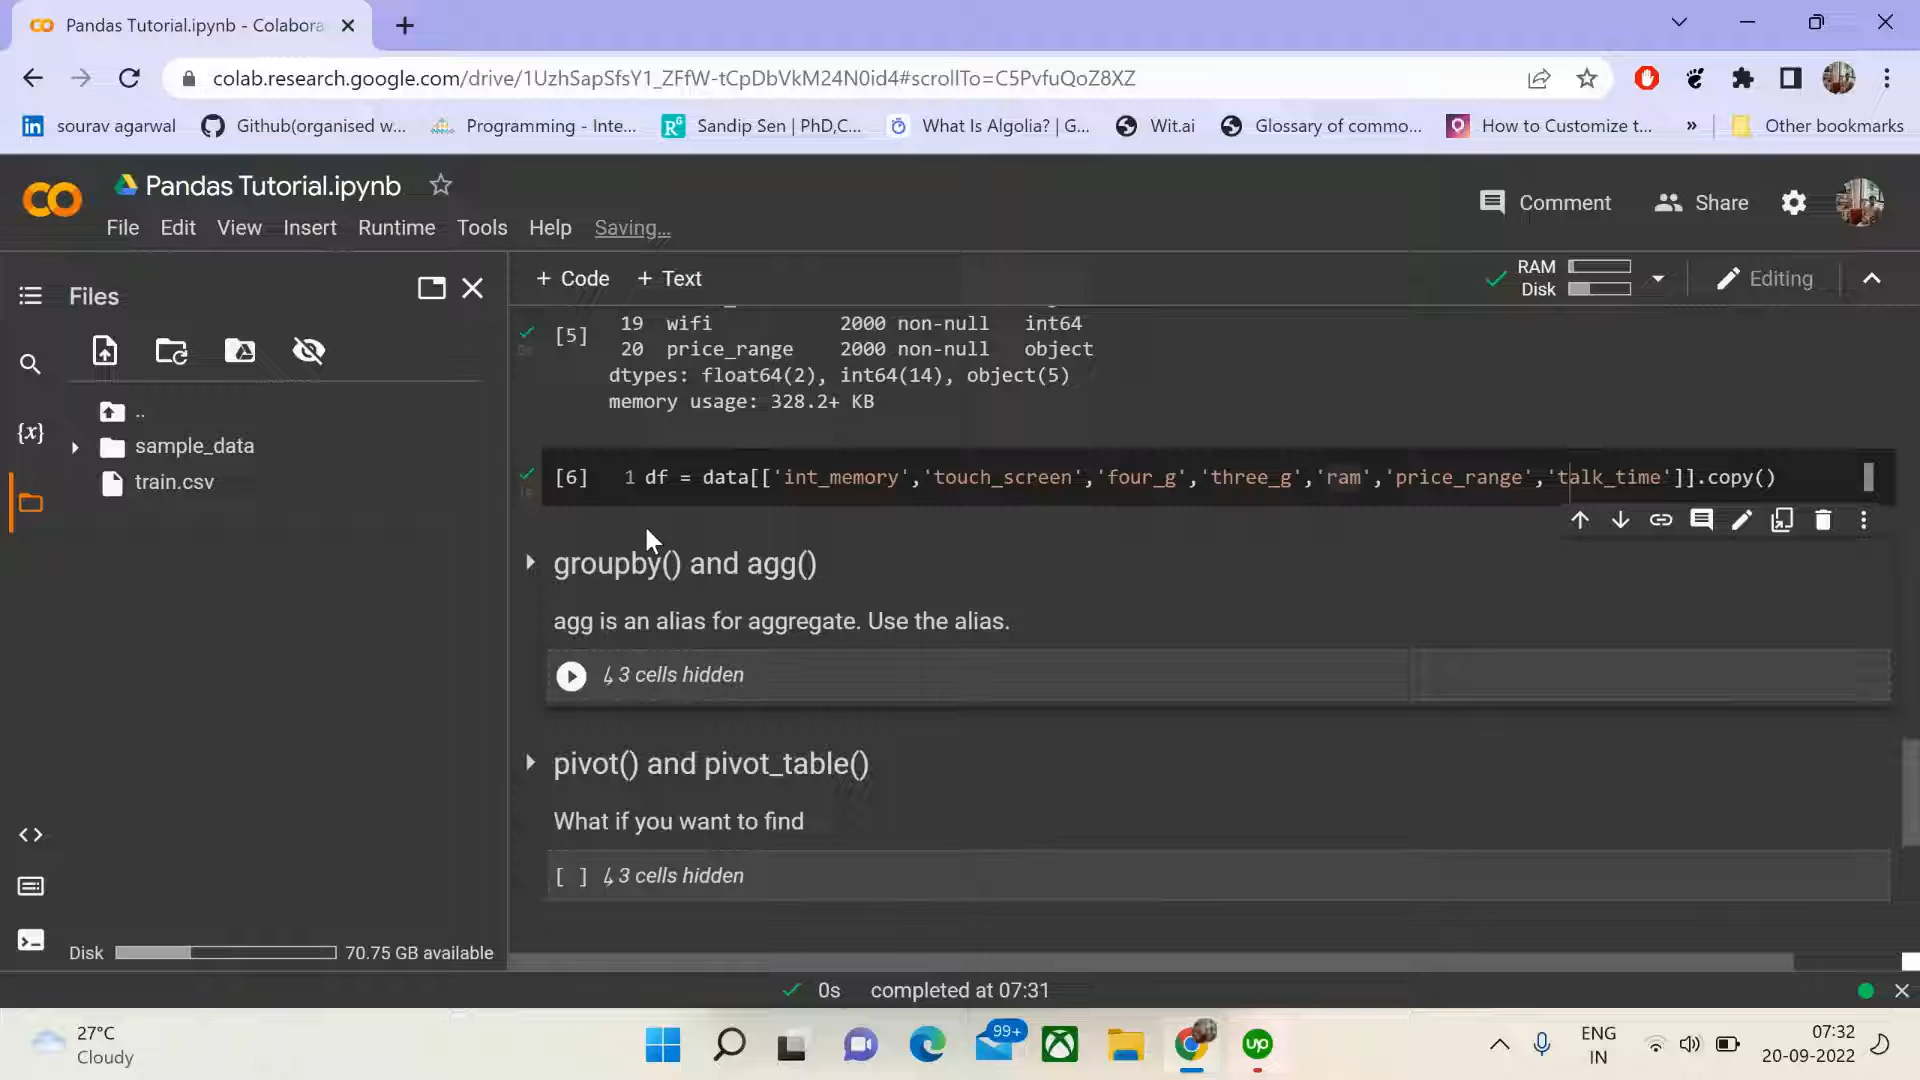 Pandas Tutorial.ipynb - Colabora
colab.research.google.com/drive/1UzhSapSfsY1_ZFfW-tCpDbVkM24N0id4#scrollTo=C5PvfuQoZ8XZ
in sourav agarwal Github(organised w... Programming - Inte... RG Sandip Sen | PhD,C... What Is Algolia? | G... Wit.ai Glossary of commo... How to Customize t... » Other bookmarks
Pandas Tutorial.ipynb
Comment Share
File Edit View Insert Runtime Tools Help Saving...
Files
+ Code + Text
RAM
Disk
Editing
[5]
19 wifi 2000 non-null int64
20 price_range 2000 non-null object
dtypes: float64(2), int64(14), object(5)
memory usage: 328.2+ KB
..
sample_data
train.csv
{x}
[6] 1 df = data[['int_memory','touch_screen','four_g','three_g','ram','price_range','talk_time']].copy()
groupby() and agg()
agg is an alias for aggregate. Use the alias.
3 cells hidden
pivot() and pivot_table()
What if you want to find
[ ] 3 cells hidden
Disk 70.75 GB available
0s completed at 07:31
27°C
Cloudy
99+
up
ENG
IN
07:32
20-09-2022